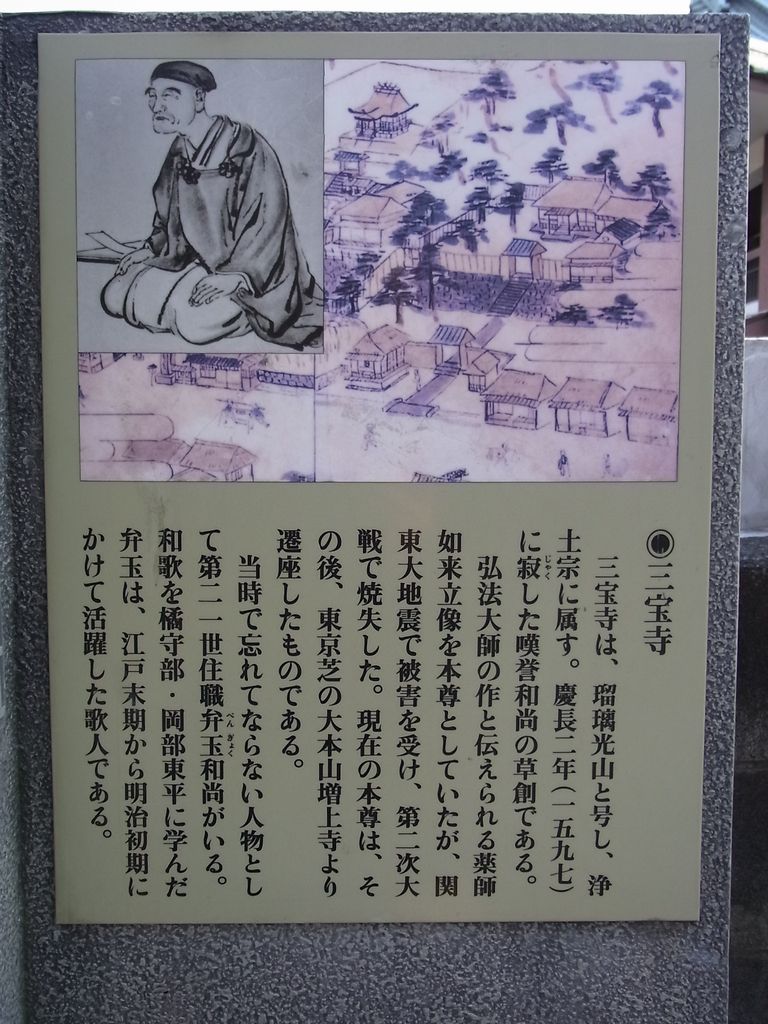 ◉三宝寺
三宝寺は、瑠璃光山と号し、浄
土宗に属す。慶長二年(一五九七)
に寂じゃくした嘆誉和尚の草創である。
弘法大師の作と伝えられる薬師
如来立像を本尊としていたが、関
東大地震で被害を受け、第二次大
戦で焼失した。現在の本尊は、そ
の後、東京芝の大本山増上寺より
遷座したものである。
当時で忘れてならない人物とし
て第二一世住職弁玉べんぎょく和尚がいる。
和歌を橘守部・岡部東平に学んだ
弁玉は、江戸末期から明治初期に
かけて活躍した歌人である。